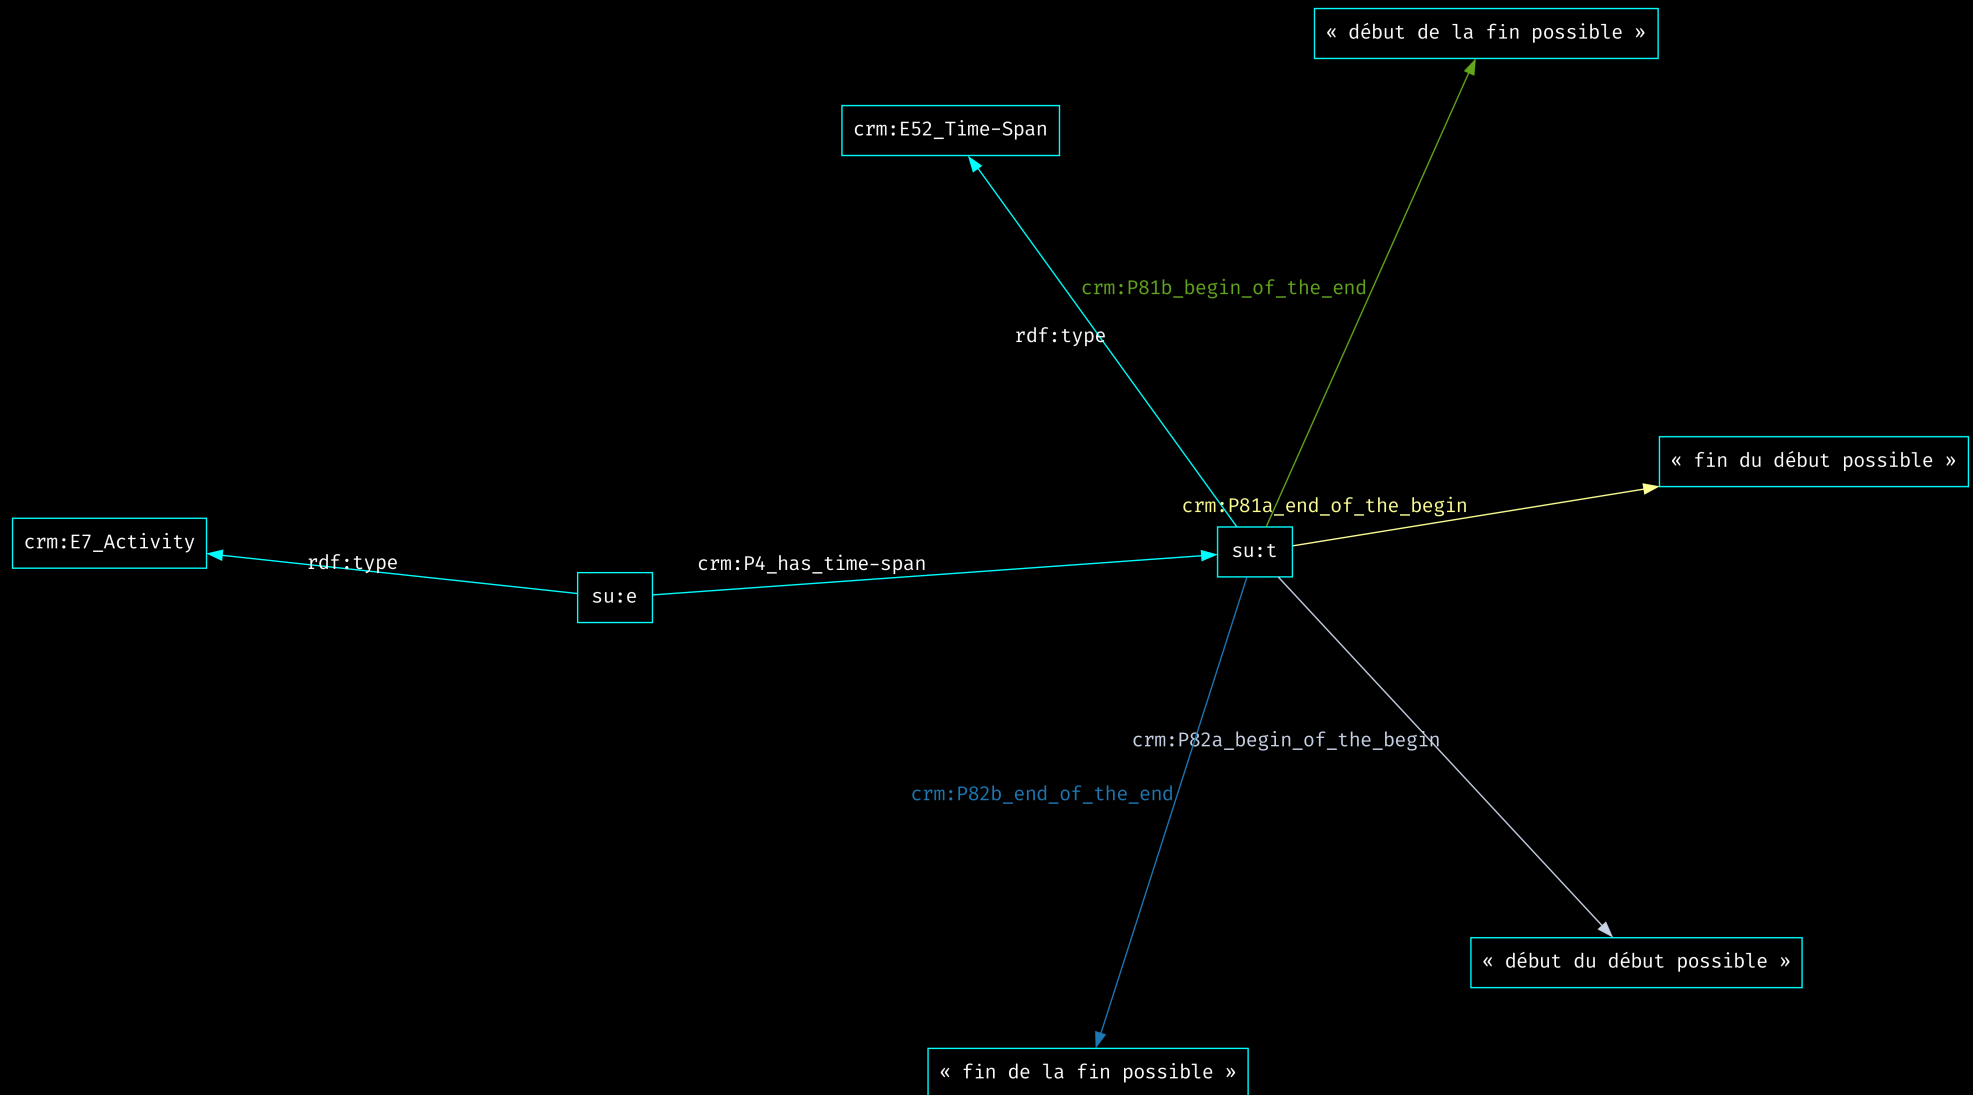 « début de la fin possible »
crm:E52_Time-Span
crm:P81b_begin_of_the_end
rdf:type
« fin du début possible »
crm:P81a_end_of_the_begin
crm:E7_Activity
rdf:type
crm:P4_has_time-span
su:t
su:e
crm:P82a_begin_of_the_begin
crm:P82b_end_of_the_end
« début du début possible »
« fin de la fin possible »